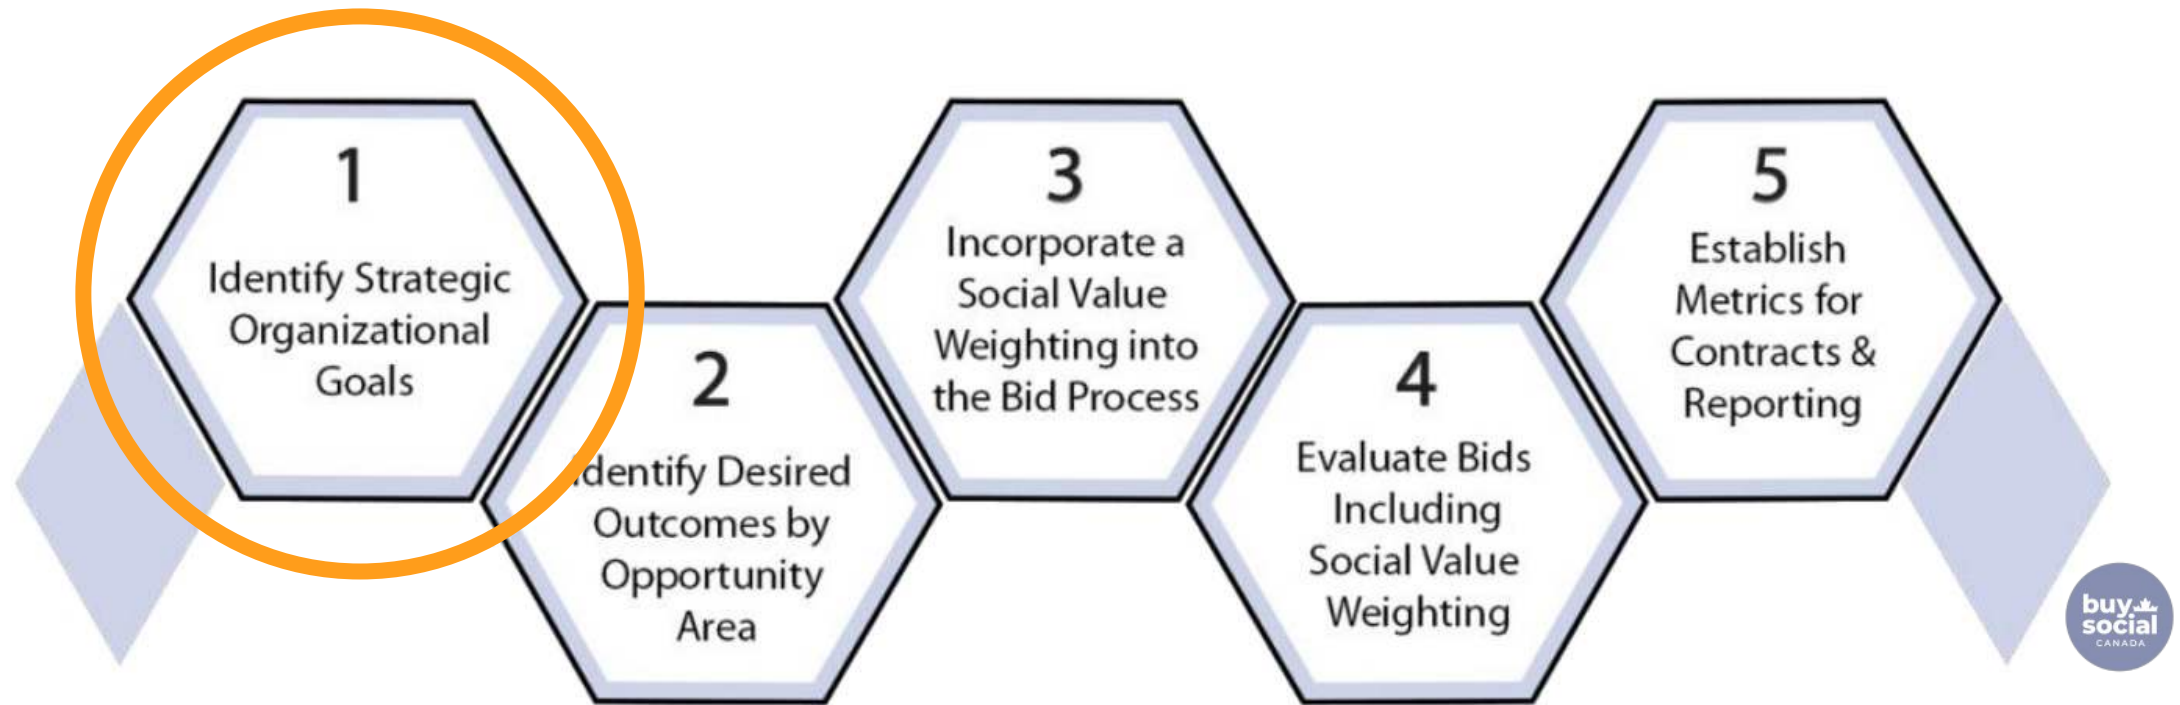 1
Identify Strategic
Organizational
Goals
2
Identify Desired
Outcomes by
Opportunity
Area
3
Incorporate a
Social Value
Weighting into
the Bid Process
4
Evaluate Bids
Including
Social Value
Weighting
5
Establish
Metrics for
Contracts &
Reporting
buy
social
CANADA